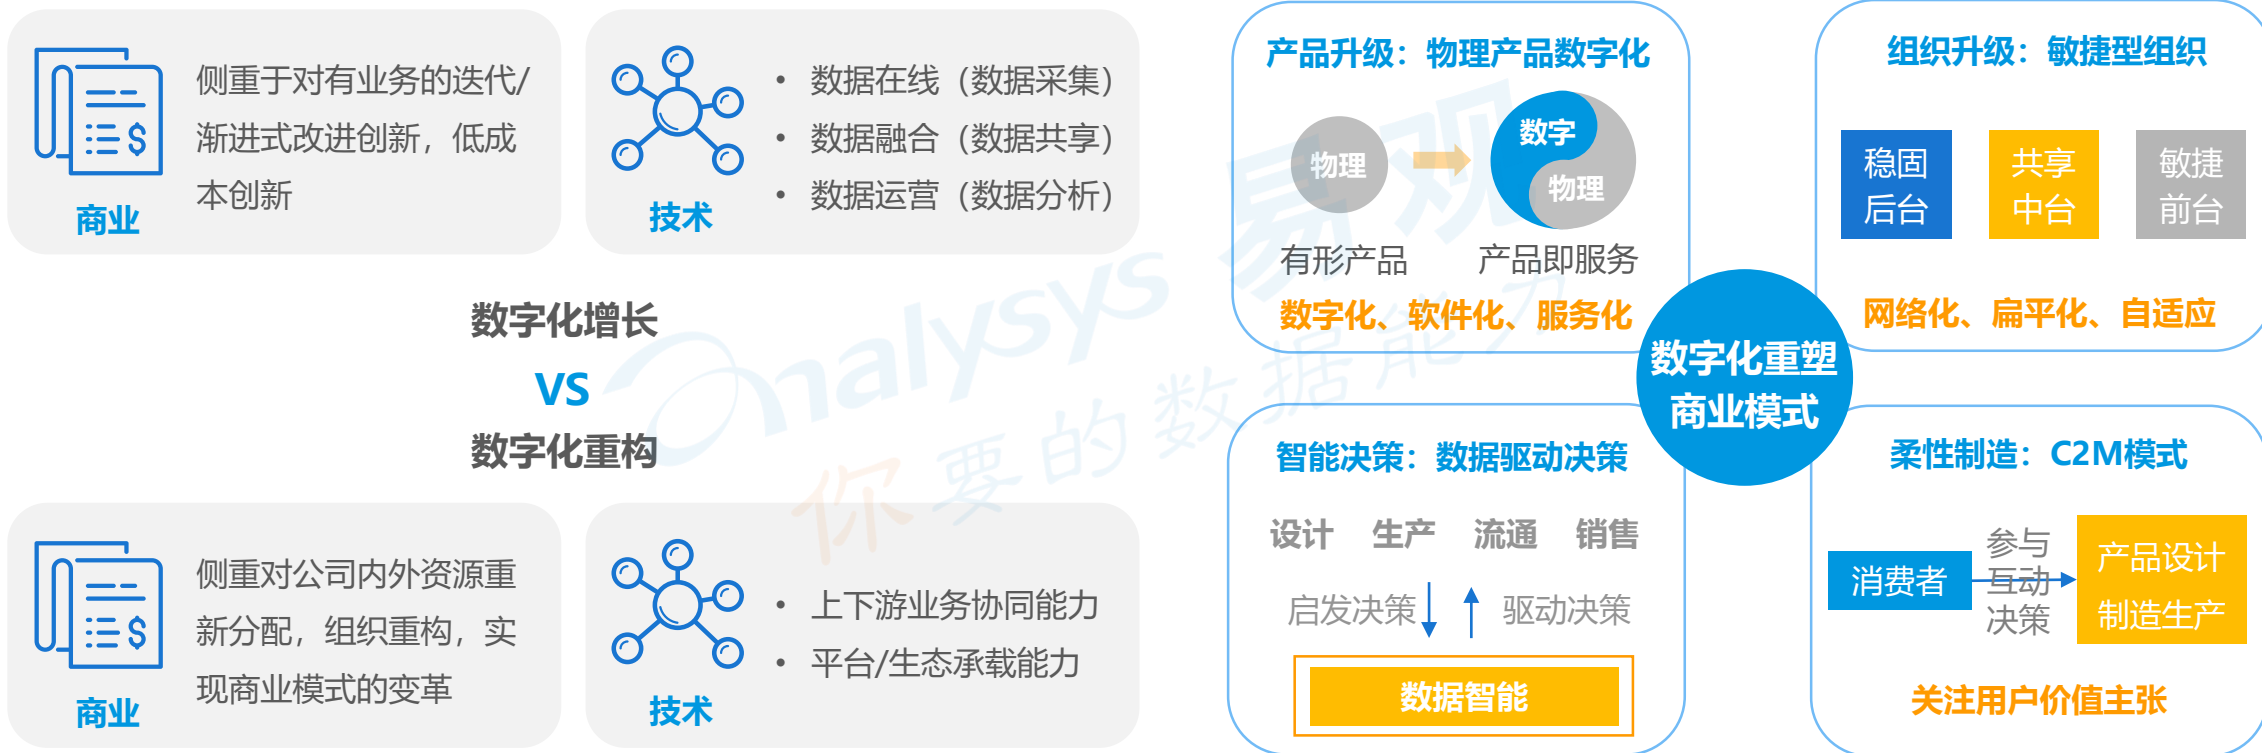 侧重于对有业务的迭代/
渐进式改进创新，低成
本创新
商业
• 数据在线（数据采集）
• 数据融合（数据共享）
• 数据运营（数据分析）
技术
数字化增长
VS
数字化重构
侧重对公司内外资源重
新分配，组织重构，实
现商业模式的变革
商业
• 上下游业务协同能力
• 平台/生态承载能力
技术
产品升级：物理产品数字化
物理
数字
物理
有形产品
产品即服务
数字化、软件化、服务化
组织升级：敏捷型组织
稳固
后台
共享
中台
敏捷
前台
网络化、扁平化、自适应
数字化重塑
商业模式
智能决策：数据驱动决策
设计 生产 流通 销售
启发决策
驱动决策
数据智能
柔性制造：C2M模式
消费者
参与
互动
决策
产品设计
制造生产
关注用户价值主张
analysys 易观
你要的数据能力